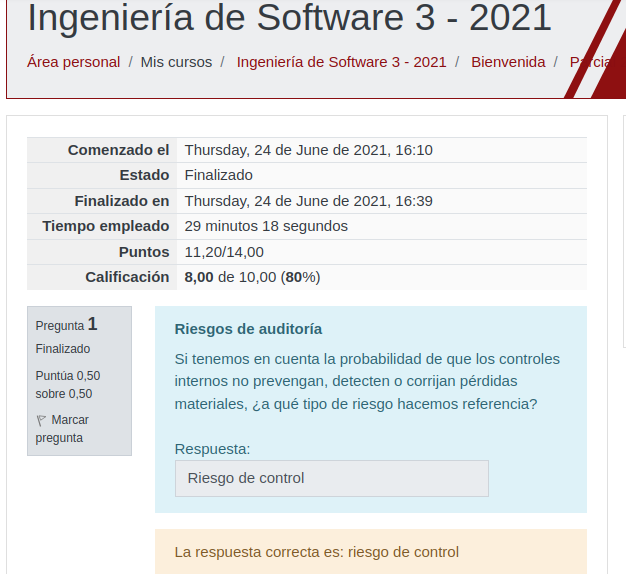 Ingeniería de Software 3 - 2021
Área personal / Mis cursos / Ingeniería de Software 3 - 2021 / Bienvenida /
Comenzado el Thursday, 24 de June de 2021, 16:10
Estado Finalizado
Finalizado en Thursday, 24 de June de 2021, 16:39
Tiempo empleado 29 minutos 18 segundos
Puntos 11,20/14,00
Calificación 8,00 de 10,00 (80%)
Pregunta 1
Finalizado
Puntúa 0,50
sobre 0,50
Marcar
pregunta
Riesgos de auditoría
Si tenemos en cuenta la probabilidad de que los controles
internos no prevengan, detecten o corrijan pérdidas
materiales, ¿a qué tipo de riesgo hacemos referencia?
Respuesta:
Riesgo de control
La respuesta correcta es: riesgo de control